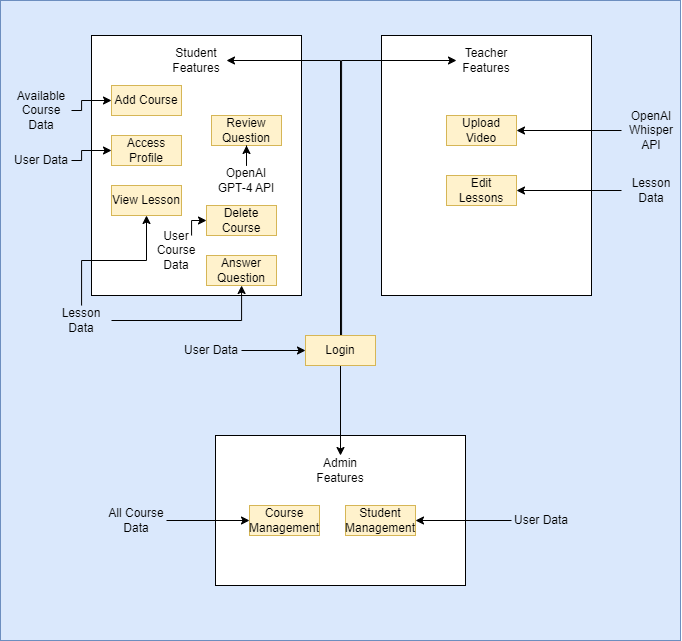 Student
Features
Teacher
Features
Available
Course
Data
Add Course
Review
Question
Upload
Video
OpenAI
Whisper
API
User Data
Access
Profile
OpenAI
GPT-4 API
View Lesson
Edit
Lessons
Lesson
Data
Delete
Course
User
Course
Data
Answer
Question
Lesson
Data
User Data
Login
Admin
Features
All Course
Data
Course
Management
Student
Management
User Data